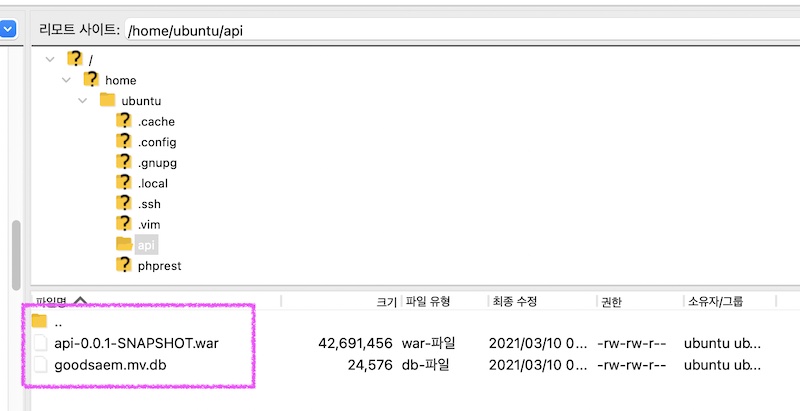 리모트 사이트: /home/ubuntu/api
/
home
ubuntu
.cache
.config
.gnupg
.local
.ssh
.vim
api
phprest
파일명 크기 파일 유형 최종 수정 권한 소유자/그룹
..
api-0.0.1-SNAPSHOT.war 42,691,456 war-파일 2021/03/10 0... -rw-rw-r-- ubuntu ub...
goodsaem.mv.db 24,576 db-파일 2021/03/10 0... -rw-rw-r-- ubuntu ub...